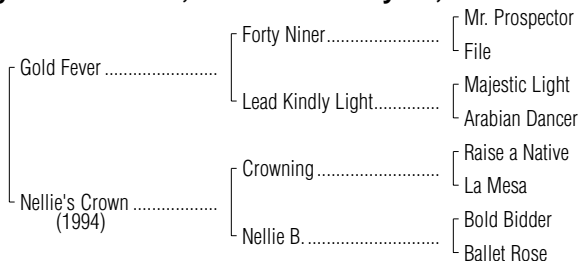 Mr. Prospector
Forty Niner
File
Gold Fever
Majestic Light
Lead Kindly Light
Arabian Dancer
Raise a Native
Crowning
La Mesa
Nellie's Crown
(1994)
Bold Bidder
Nellie B.
Ballet Rose